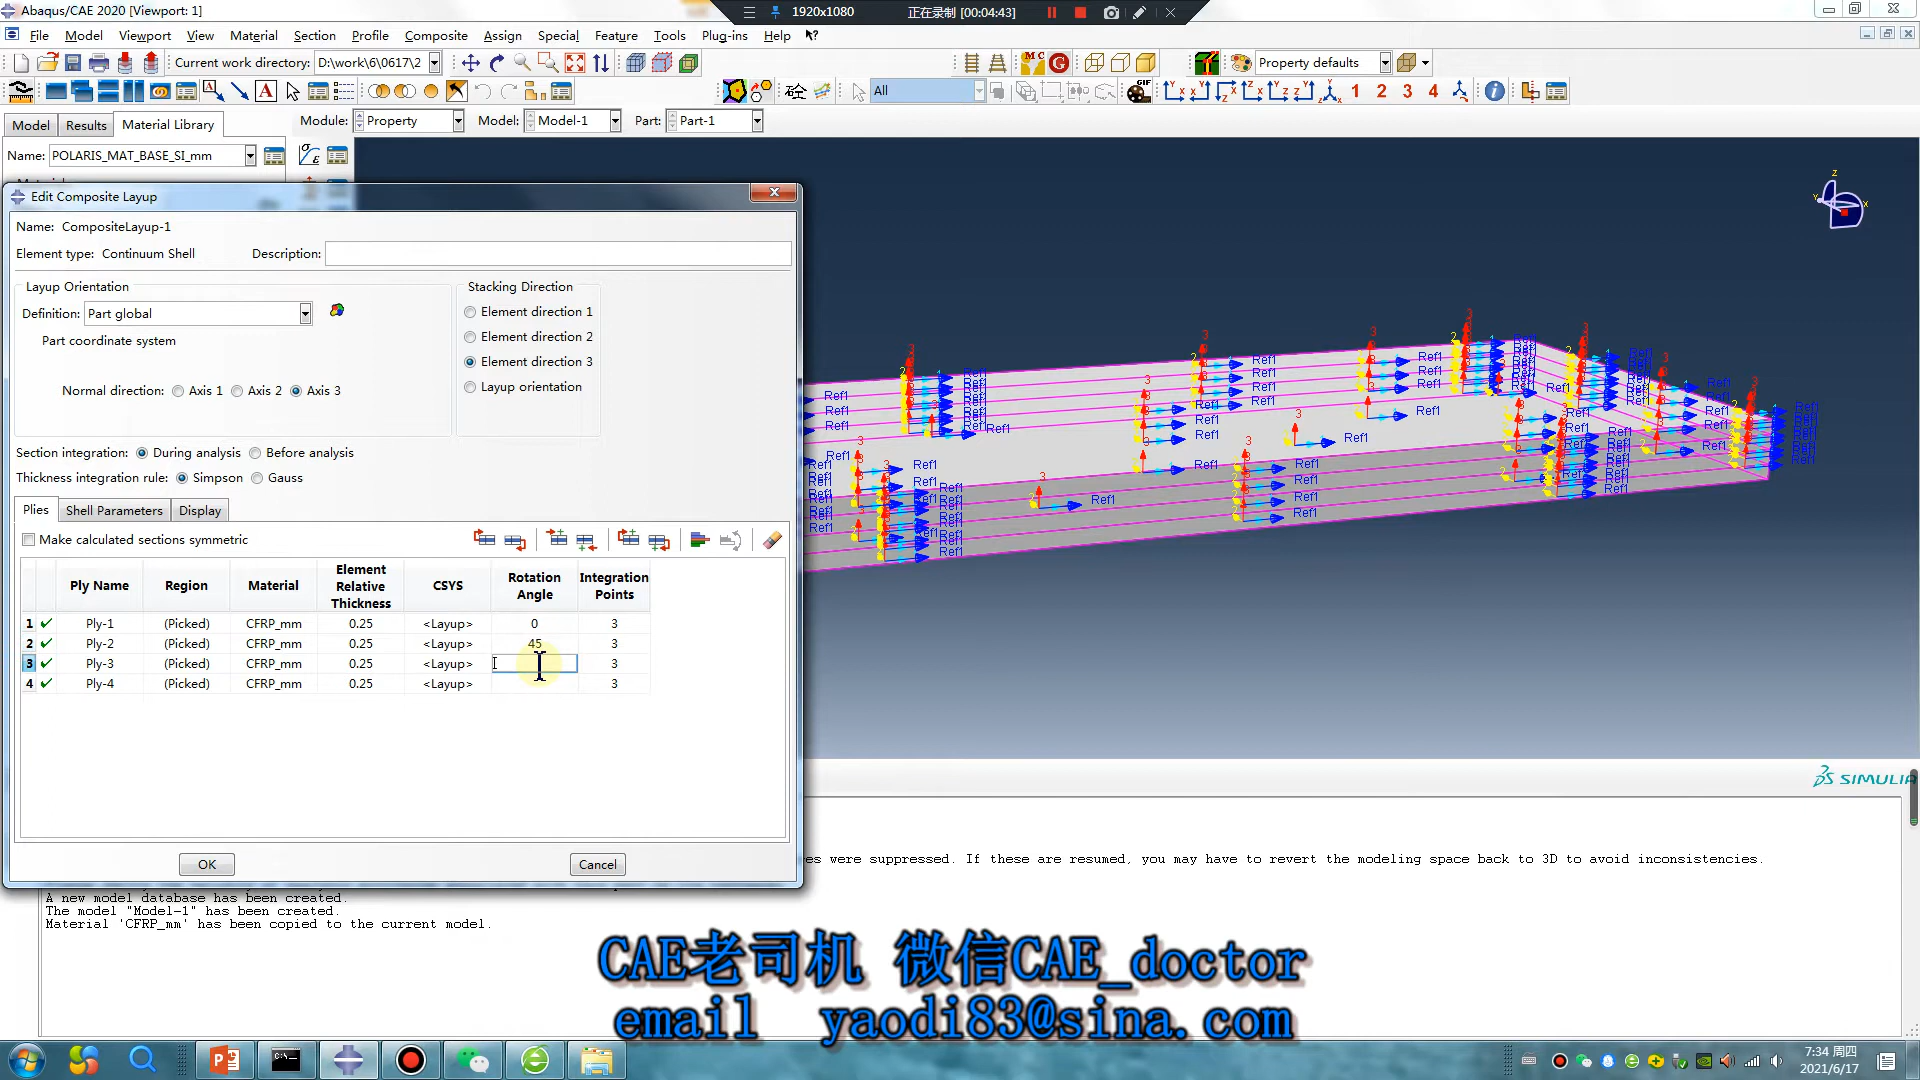 Abaqus/CAE 2020 [Viewport: 1]
1920x1080
正在录制 [00:04:43]
File Model Viewport View Material Section Profile Composite Assign Special Feature Tools Plug-ins Help
Current work directory: D:\work\6\0617\2
Property defaults
All
1 2 3 4
Model Results Material Library
Module: Property Model: Model-1 Part: Part-1
Name: POLARIS_MAT_BASE_SI_mm
Edit Composite Layup
Name: CompositeLayup-1
Element type: Continuum Shell Description:
Layup Orientation
Stacking Direction
Definition: Part global
Element direction 1
Part coordinate system
Element direction 2
Element direction 3
Layup orientation
Normal direction: Axis 1 Axis 2 Axis 3
Section integration: During analysis Before analysis
Thickness integration rule: Simpson Gauss
Plies Shell Parameters Display
Make calculated sections symmetric
Ply Name Region Material Element Relative Thickness CSYS Rotation Angle Integration Points
1 Ply-1 (Picked) CFRP_mm 0.25 <Layup> 0 3
2 Ply-2 (Picked) CFRP_mm 0.25 <Layup> 45 3
3 Ply-3 (Picked) CFRP_mm 0.25 <Layup> 3
4 Ply-4 (Picked) CFRP_mm 0.25 <Layup> 3
OK Cancel
SIMULIA
es were suppressed. If these are resumed, you may have to revert the modeling space back to 3D to avoid inconsistencies.
A new model database has been created.
The model "Model-1" has been created.
Material 'CFRP_mm' has been copied to the current model.
CAE老司机 微信CAE_doctor
email yaodi83@sina.com
7:34 周四
2021/6/17